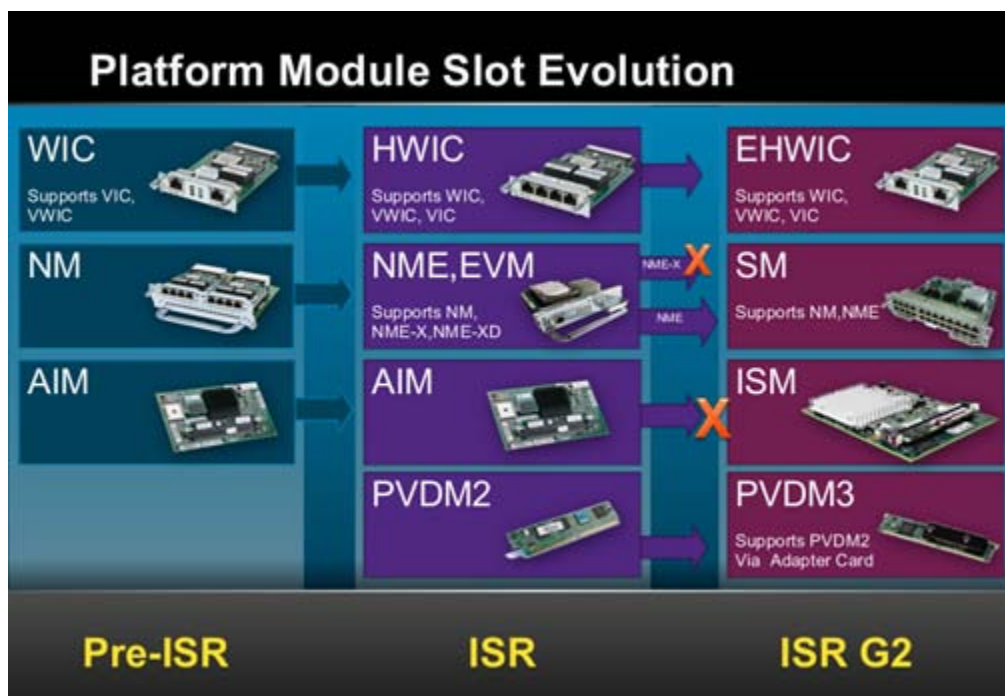 Platform Module Slot Evolution
WIC
Supports VIC,
VWIC
HWIC
Supports WIC,
VWIC, VIC
EHWIC
Supports WIC,
VWIC, VIC
NM
NME,EVM
Supports NM,
NME-X,NME-XD
NME-X
X
NME
SM
Supports NM,NME
AIM
AIM
X
ISM
PVDM2
PVDM3
Supports PVDM2
Via Adapter Card
Pre-ISR
ISR
ISR G2